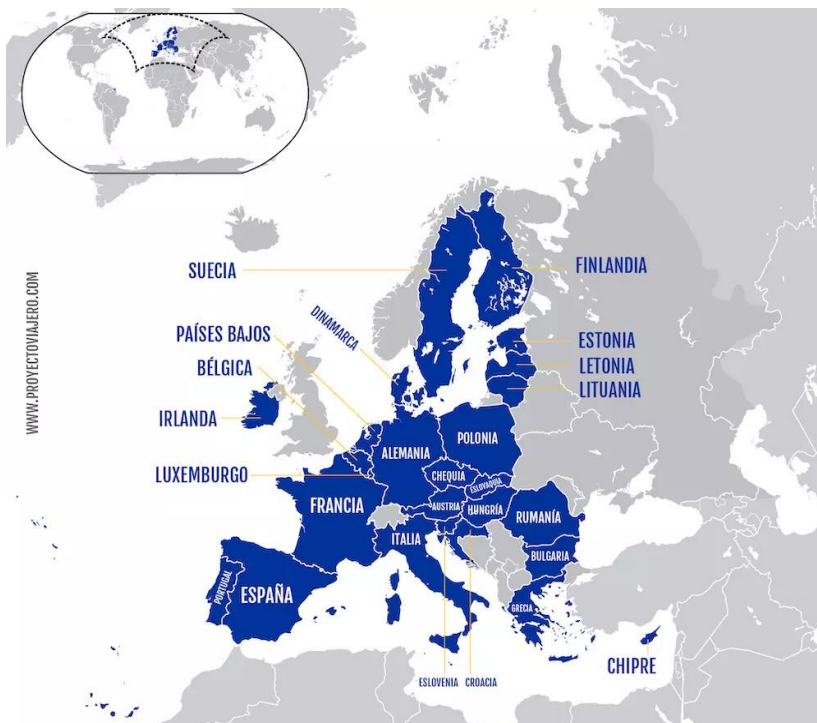 SUECIA
FINLANDIA
DINAMARCA
PAÍSES BAJOS
ESTONIA
BÉLGICA
LETONIA
LITUANIA
WWW.PROYECTOVIAJERO.COM
IRLANDA
ALEMANIA
POLONIA
LUXEMBURGO
CHEQUIA
ESLOVAQUIA
FRANCIA
AUSTRIA
HUNGRÍA
RUMANÍA
ITALIA
BULGARIA
PORTUGAL
ESPAÑA
GRECIA
CHIPRE
ESLOVENIA
CROACIA